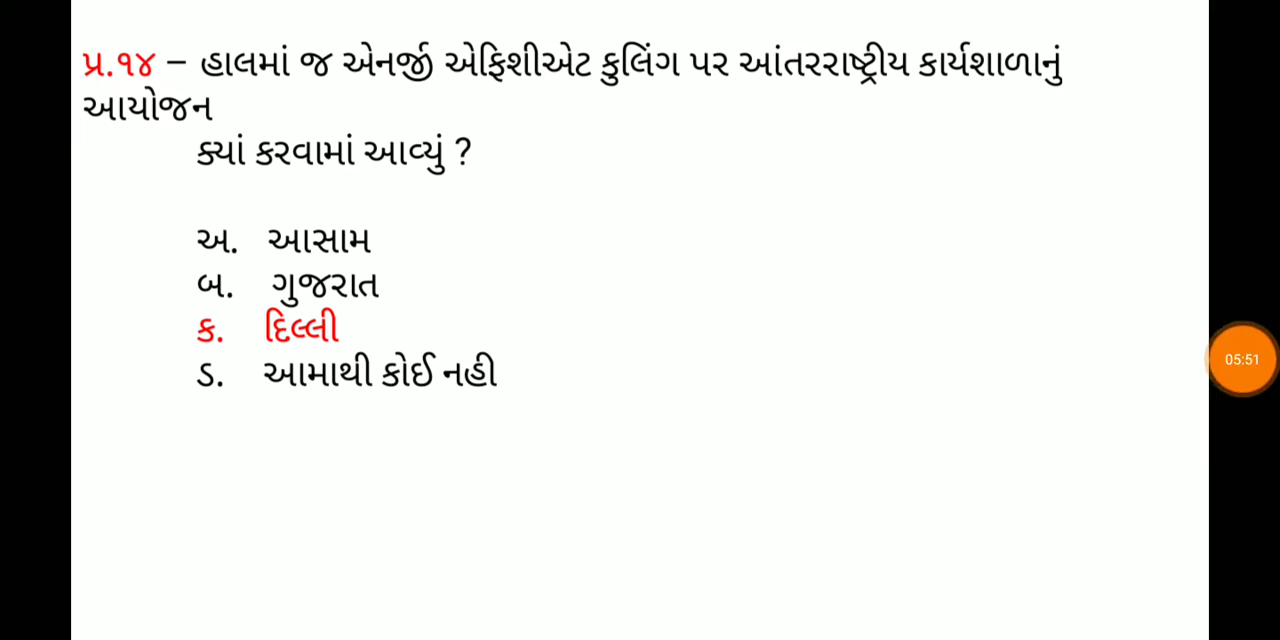 પ્ર.૧૪ – હાલમાં જ એનર્જી એફિશીએટ કુલિંગ પર આંતરરાષ્ટ્રીય કાર્યશાળાનું
આયોજન
ક્યાં કરવામાં આવ્યું ?
અ. આસામ
બ. ગુજરાત
ક. દિલ્લી
ડ. આમાથી કોઈ નહી
05:51